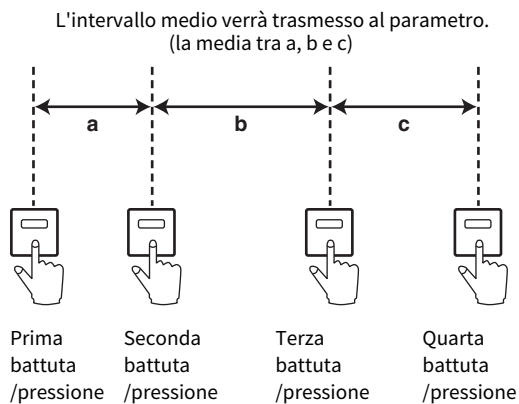 L'intervallo medio verrà trasmesso al parametro.
(la media tra a, b e c)
a b c
Prima Seconda Terza Quarta
battuta battuta battuta battuta
/pressione /pressione /pressione /pressione